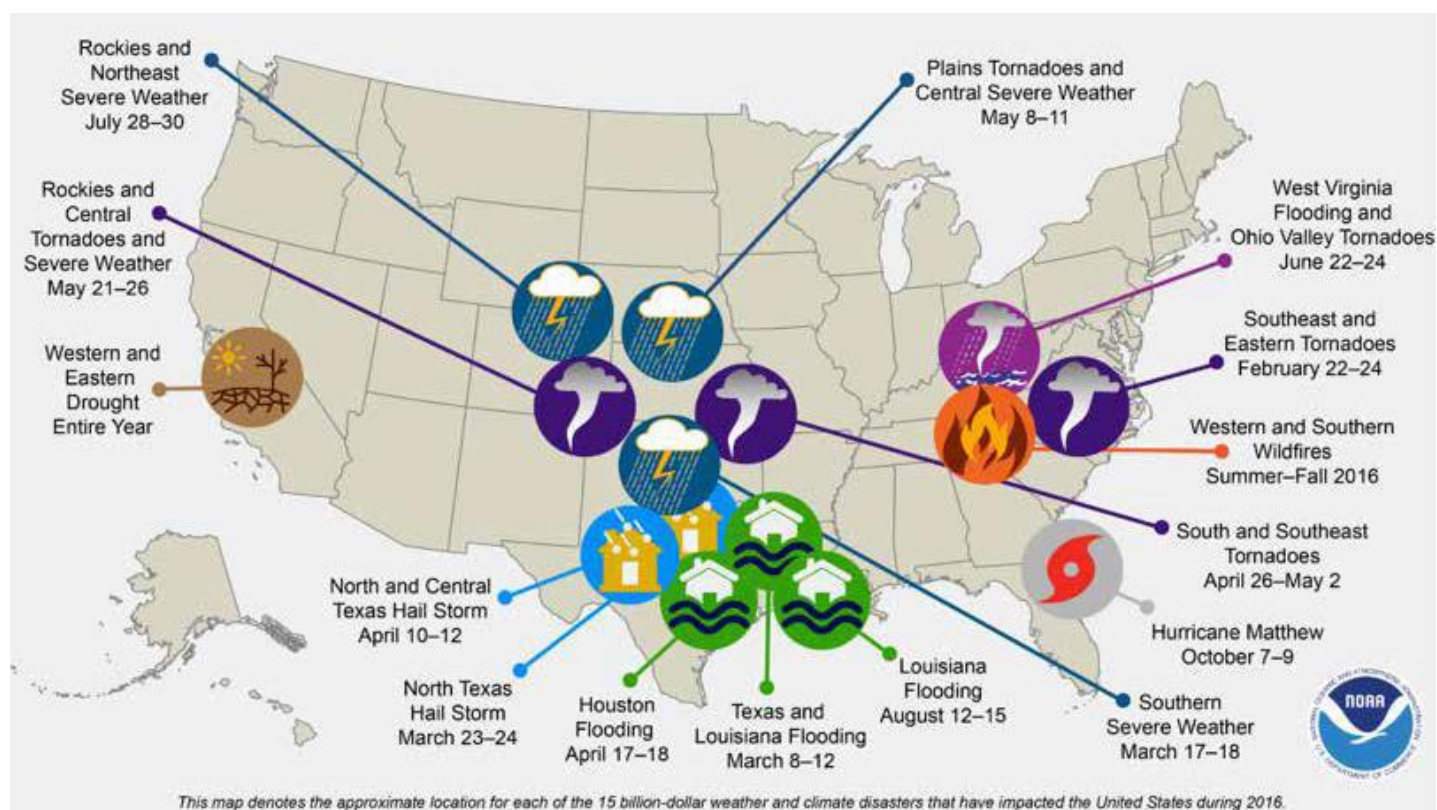 Rockies and
Northeast
Severe Weather
July 28–30
Plains Tornadoes and
Central Severe Weather
May 8–11
Rockies and
Central
Tornadoes and
Severe Weather
May 21–26
West Virginia
Flooding and
Ohio Valley Tornadoes
June 22–24
Western and
Eastern
Drought
Entire Year
Southeast and
Eastern Tornadoes
February 22–24
Western and Southern
Wildfires
Summer–Fall 2016
South and Southeast
Tornadoes
April 26–May 2
North and Central
Texas Hail Storm
April 10–12
Hurricane Matthew
October 7–9
North Texas
Hail Storm
March 23–24
Houston
Flooding
April 17–18
Texas and
Louisiana Flooding
March 8–12
Louisiana
Flooding
August 12–15
Southern
Severe Weather
March 17–18
NOAA
This map denotes the approximate location for each of the 15 billion-dollar weather and climate disasters that have impacted the United States during 2016.